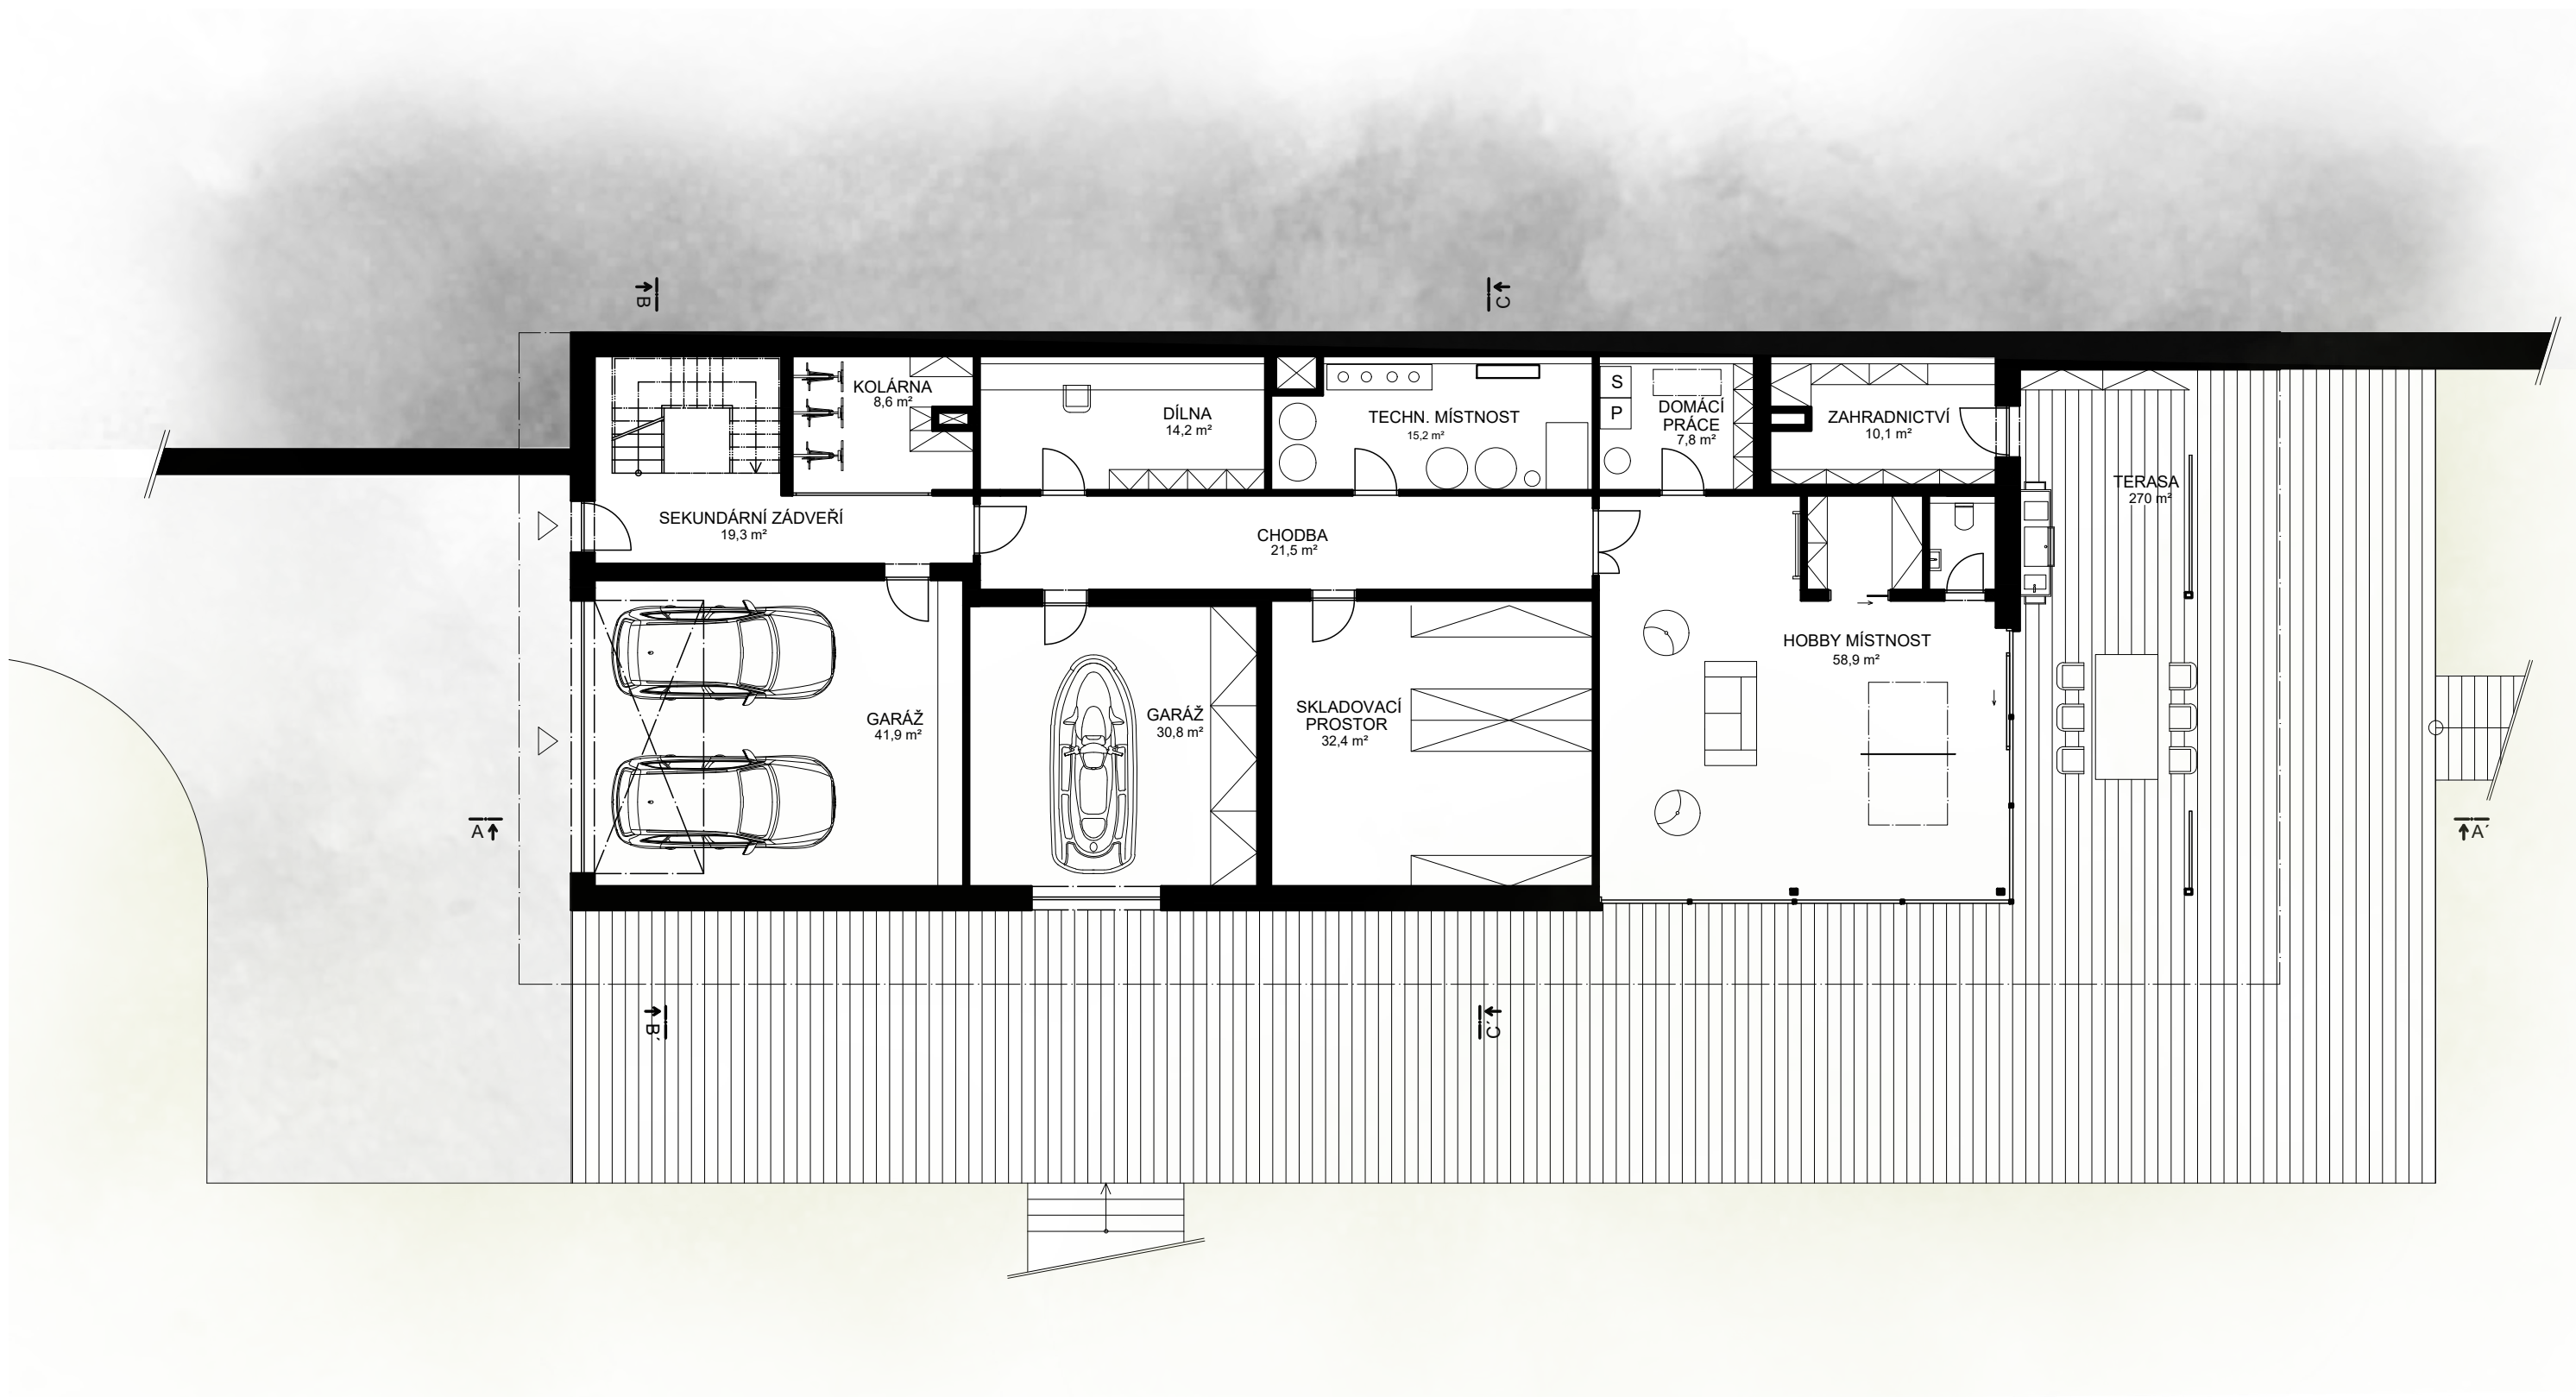 B
C
KOLÁRNA
8,6 m²
DÍLNA
14,2 m²
TECHN. MÍSTNOST
15,2 m²
S
P
DOMÁCÍ
PRÁCE
7,8 m²
ZAHRADNICTVÍ
10,1 m²
TERASA
270 m²
SEKUNDÁRNÍ ZÁDVEŘÍ
19,3 m²
CHODBA
21,5 m²
HOBBY MÍSTNOST
58,9 m²
GARÁŽ
41,9 m²
GARÁŽ
30,8 m²
SKLADOVACÍ
PROSTOR
32,4 m²
A
A´
B´
C´